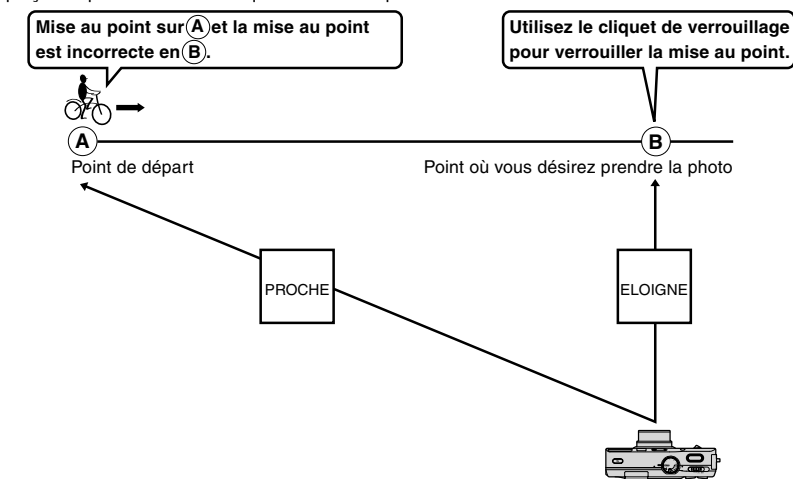 Mise au point sur A et la mise au point
est incorrecte en B.
Utilisez le cliquet de verrouillage
pour verrouiller la mise au point.
A
B
Point de départ
Point où vous désirez prendre la photo
PROCHE
ELOIGNE